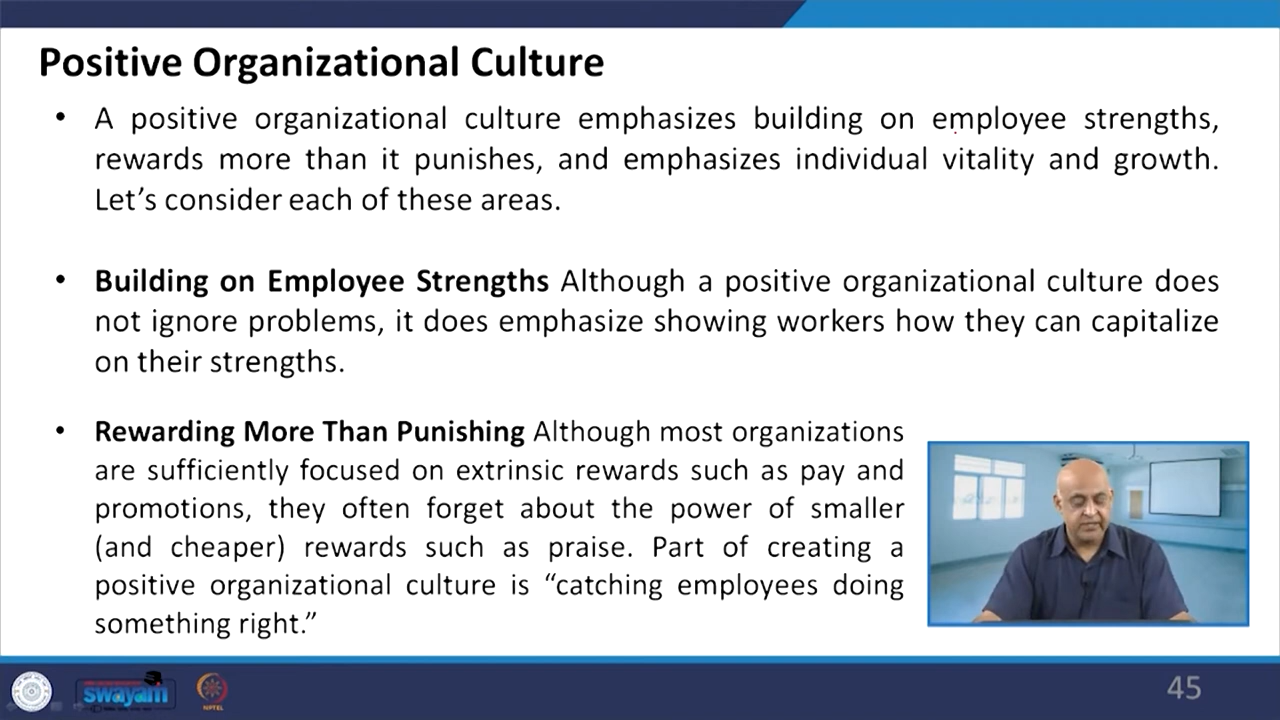 Positive Organizational Culture
• A positive organizational culture emphasizes building on employee strengths,
rewards more than it punishes, and emphasizes individual vitality and growth.
Let’s consider each of these areas.
• Building on Employee Strengths Although a positive organizational culture does
not ignore problems, it does emphasize showing workers how they can capitalize
on their strengths.
• Rewarding More Than Punishing Although most organizations
are sufficiently focused on extrinsic rewards such as pay and
promotions, they often forget about the power of smaller
(and cheaper) rewards such as praise. Part of creating a
positive organizational culture is “catching employees doing
something right.”
swayam
NPTEL
45